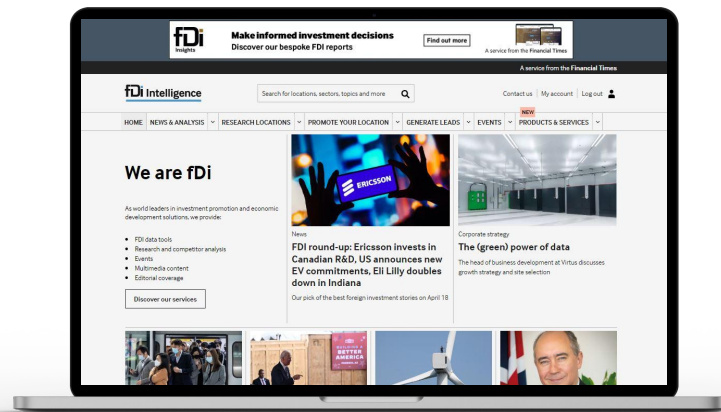 fDi
Insights
Make informed investment decisions
Discover our bespoke FDI reports
Find out more
A service from the Financial Times
A service from the Financial Times
fDi Intelligence
Search for locations, sectors, topics and more
Contact us
My account
Log out
NEW
HOME
NEWS & ANALYSIS
RESEARCH LOCATIONS
PROMOTE YOUR LOCATION
GENERATE LEADS
EVENTS
PRODUCTS & SERVICES
We are fDi
As world leaders in investment promotion and economic
development solutions, we provide:
• FDI data tools
• Research and competitor analysis
• Events
• Multimedia content
• Editorial coverage
Discover our services
ERICSSON
News
FDI round-up: Ericsson invests in
Canadian R&D, US announces new
EV commitments, Eli Lilly doubles
down in Indiana
Our pick of the best foreign investment stories on April 18
Corporate strategy
The (green) power of data
The head of business development at Virtus discusses
growth strategy and site selection
BUILDING A
BETTER
AMERICA